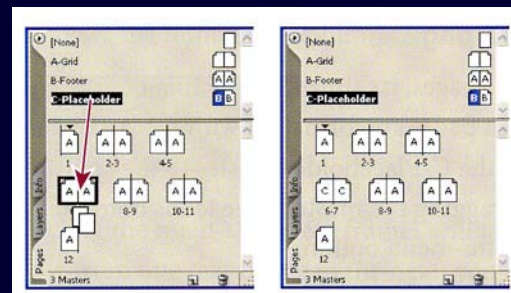 [None]
A-Grid
B-Footer
A A
C-Placeholder
B B
A
A A
A A
1
2-3
4-5
A A
A A
A A
8-9
10-11
A
12
Info
Layers
Pages
3 Masters
[None]
A-Grid
B-Footer
A A
C-Placeholder
B B
A
A A
A A
1
2-3
4-5
C C
A A
A A
6-7
8-9
10-11
A
12
Info
Layers
Pages
3 Masters